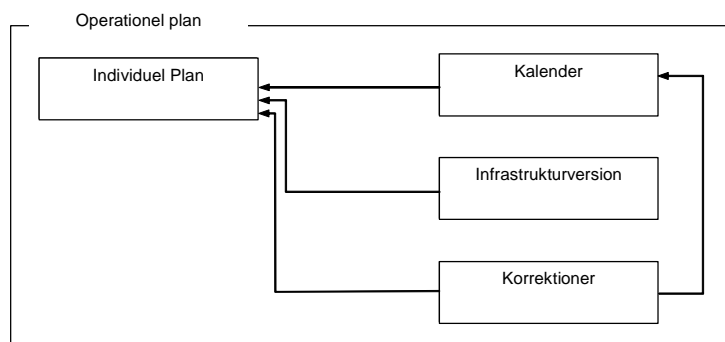 Operationel plan
Individuel Plan
Kalender
Infrastrukturversion
Korrektioner